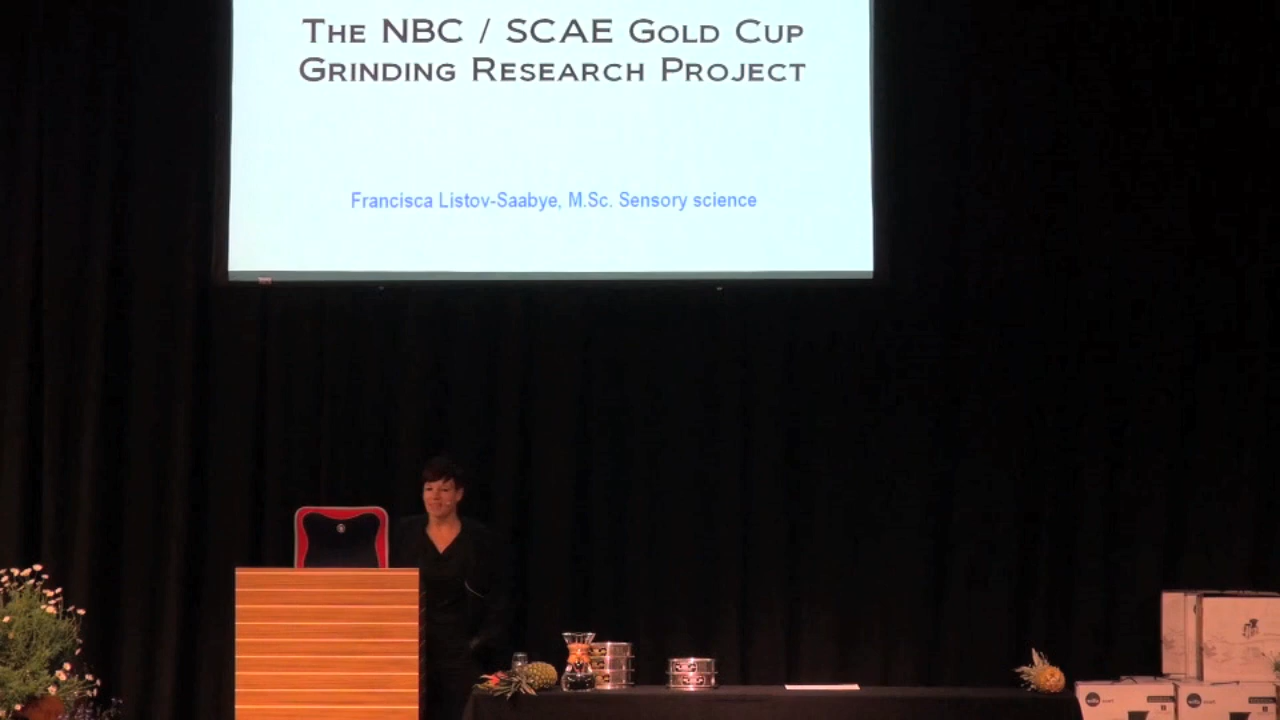 The NBC / SCAE Gold Cup
Grinding Research Project
Francisca Listov-Saabye, M.Sc. Sensory science